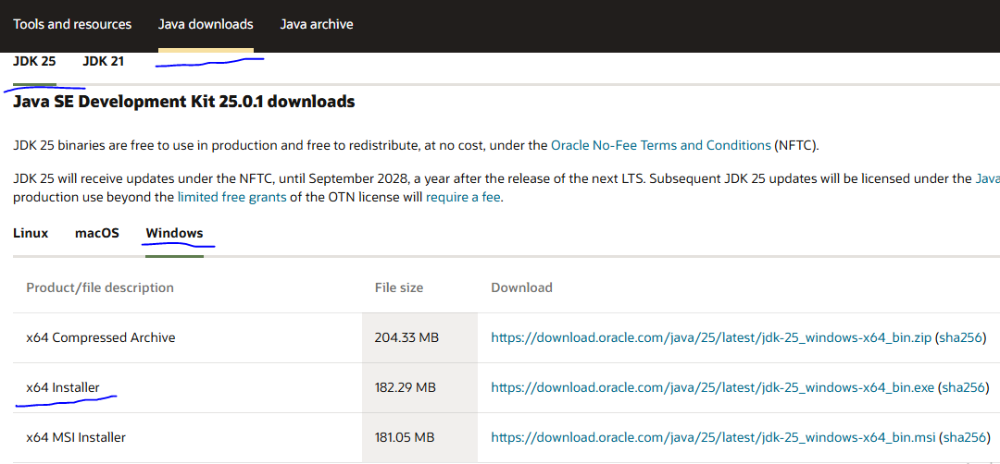 Tools and resources Java downloads Java archive
JDK 25 JDK 21
Java SE Development Kit 25.0.1 downloads
JDK 25 binaries are free to use in production and free to redistribute, at no cost, under the Oracle No-Fee Terms and Conditions (NFTC).
JDK 25 will receive updates under the NFTC, until September 2028, a year after the release of the next LTS. Subsequent JDK 25 updates will be licensed under the Java
production use beyond the limited free grants of the OTN license will require a fee.
Linux macOS Windows
Product/file description File size Download
x64 Compressed Archive 204.33 MB https://download.oracle.com/java/25/latest/jdk-25_windows-x64_bin.zip (sha256)
x64 Installer 182.29 MB https://download.oracle.com/java/25/latest/jdk-25_windows-x64_bin.exe (sha256)
x64 MSI Installer 181.05 MB https://download.oracle.com/java/25/latest/jdk-25_windows-x64_bin.msi (sha256)